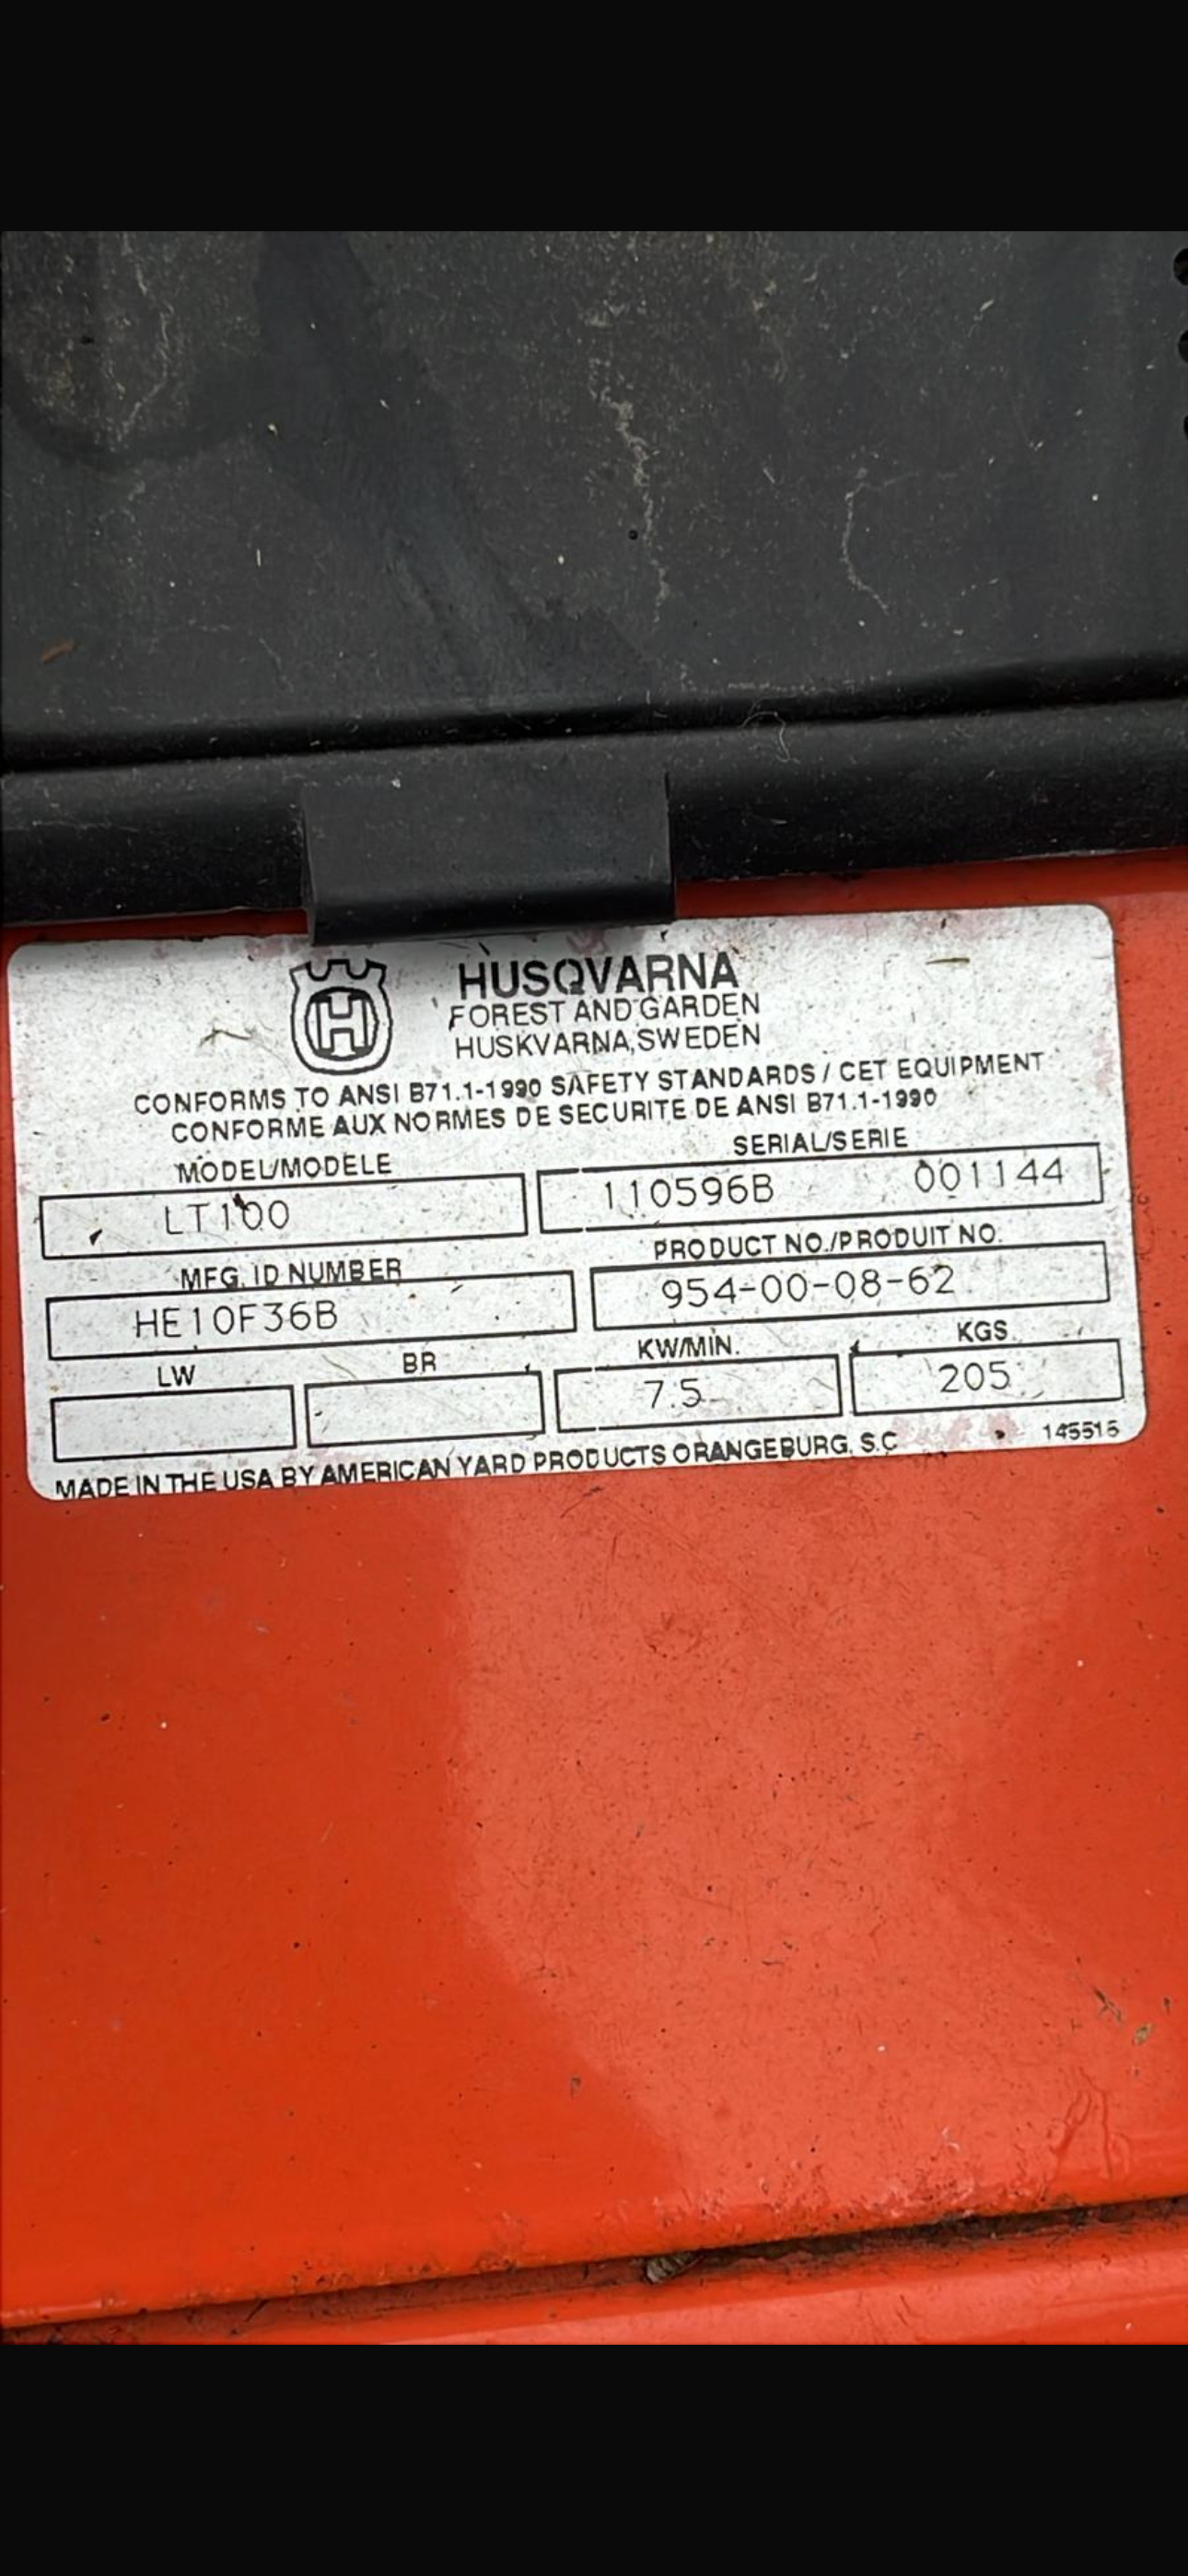 H
HUSQVARNA
FOREST AND GARDEN
HUSKVARNA, SWEDEN
CONFORMS TO ANSI B71.1-1990 SAFETY STANDARDS / CET EQUIPMENT
CONFORME AUX NORMES DE SECURITE DE ANSI B71.1-1990
MODEL/MODELE SERIAL/SERIE
LT100 110596B 001144
MFG. ID NUMBER PRODUCT NO./PRODUIT NO.
HE10F36B 954-00-08-62
LW BR KW/MIN. KGS
7.5 205
MADE IN THE USA BY AMERICAN YARD PRODUCTS ORANGEBURG, S.C 145515